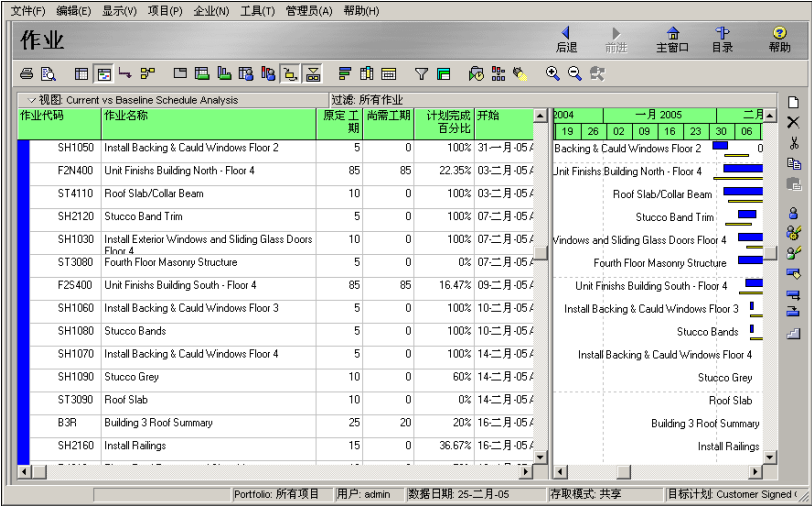 文件(F) 编辑(E) 显示(V) 项目(P) 企业(N) 工具(T) 管理员(A) 帮助(H)
作业
后退 前进 主窗口 目录 帮助
视图: Current vs Baseline Schedule Analysis 过滤: 所有作业
作业代码 作业名称 原定工期 尚需工期 计划完成百分比 开始
2004 一月 2005 二月
19 26 02 09 16 23 30 06
SH1050 Install Backing & Cauld Windows Floor 2 5 0 100% 31-一月-05 A
Backing & Cauld Windows Floor 2 0
F2N400 Unit Finishs Building North - Floor 4 85 85 22.35% 03-二月-05 A
Unit Finishs Building North - Floor 4
ST4110 Roof Slab/Collar Beam 10 0 100% 03-二月-05 A
Roof Slab/Collar Beam
SH2120 Stucco Band Trim 5 0 100% 07-二月-05 A
Stucco Band Trim
SH1030 Install Exterior Windows and Sliding Glass Doors Floor 4 10 0 100% 07-二月-05 A
Windows and Sliding Glass Doors Floor 4
ST3080 Fourth Floor Masonry Structure 5 0 0% 07-二月-05 A
Fourth Floor Masonry Structure
F2S400 Unit Finishs Building South - Floor 4 85 85 16.47% 09-二月-05 A
Unit Finishs Building South - Floor 4
SH1060 Install Backing & Cauld Windows Floor 3 5 0 100% 10-二月-05 A
Install Backing & Cauld Windows Floor 3
SH1080 Stucco Bands 5 0 100% 10-二月-05 A
Stucco Bands
SH1070 Install Backing & Cauld Windows Floor 4 5 0 100% 14-二月-05 A
Install Backing & Cauld Windows Floor 4
SH1090 Stucco Grey 10 0 60% 14-二月-05 A
Stucco Grey
ST3090 Roof Slab 10 0 0% 14-二月-05 A
Roof Slab
B3R Building 3 Roof Summary 25 20 20% 16-二月-05 A
Building 3 Roof Summary
SH2160 Install Railings 15 0 36.67% 16-二月-05 A
Install Railings
Portfolio: 所有项目 用户: admin 数据日期: 25-二月-05 存取模式: 共享 目标计划: Customer Signed (